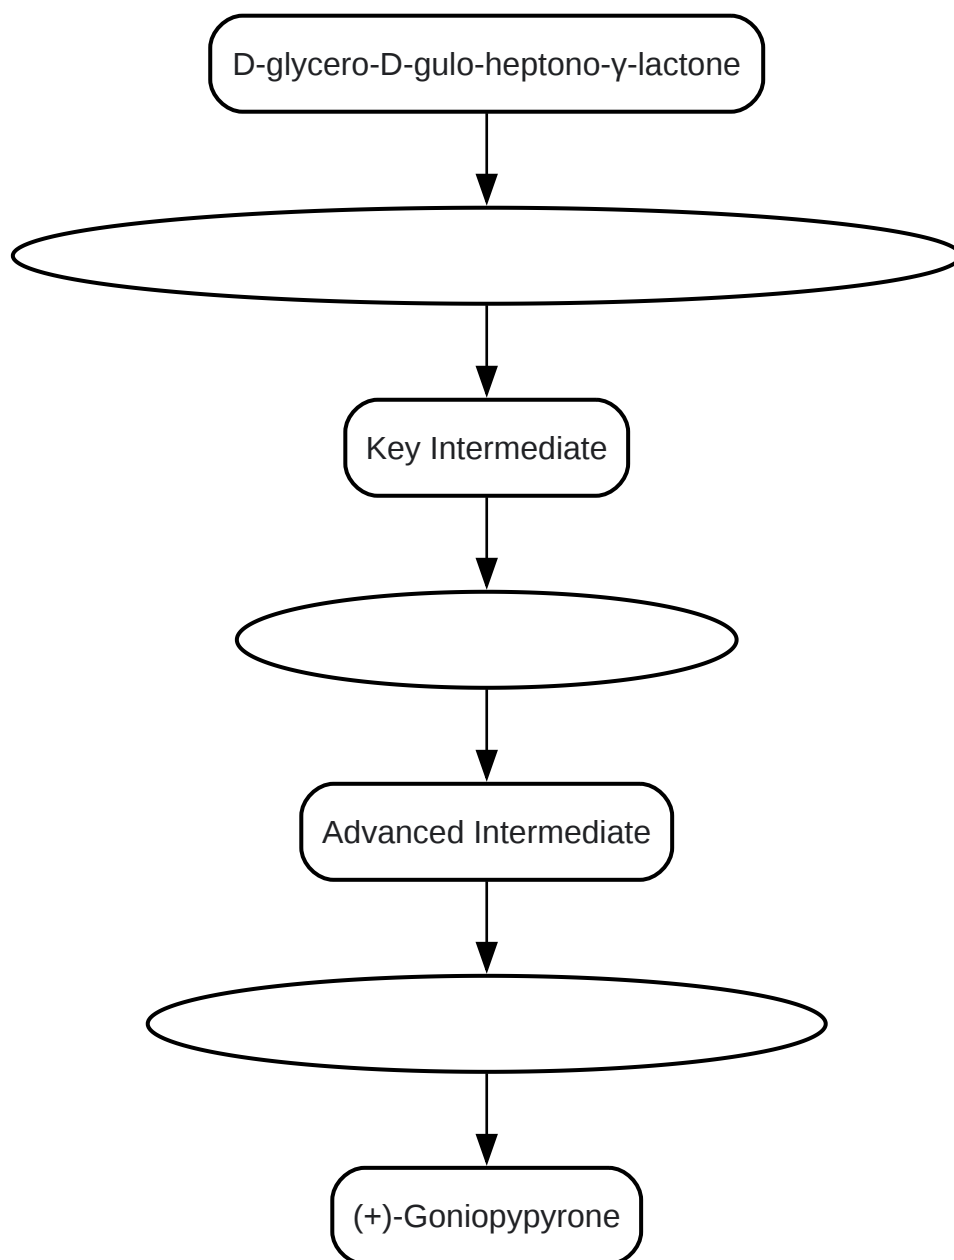 D-glycero-D-gulo-heptono-γ-lactone
Key Intermediate
Advanced Intermediate
(+)-Goniopypyrone